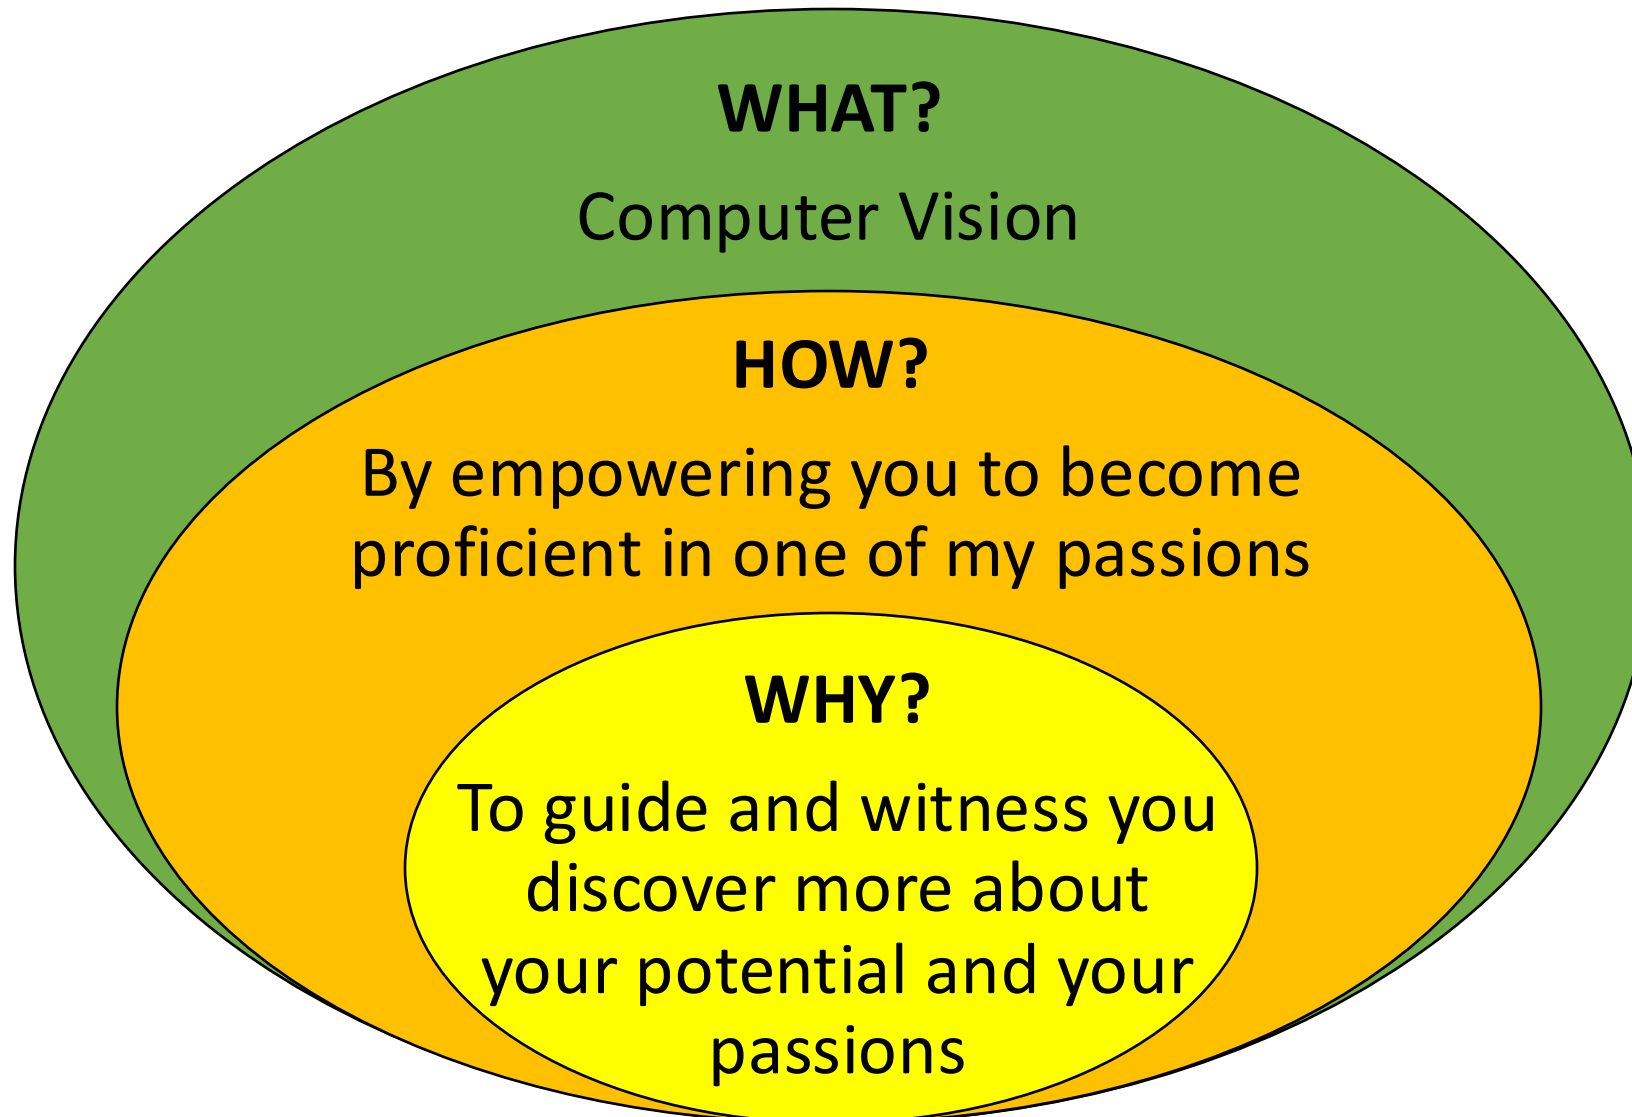 WHAT?
Computer Vision
HOW?
By empowering you to become
proficient in one of my passions
WHY?
To guide and witness you
discover more about
your potential and your
passions